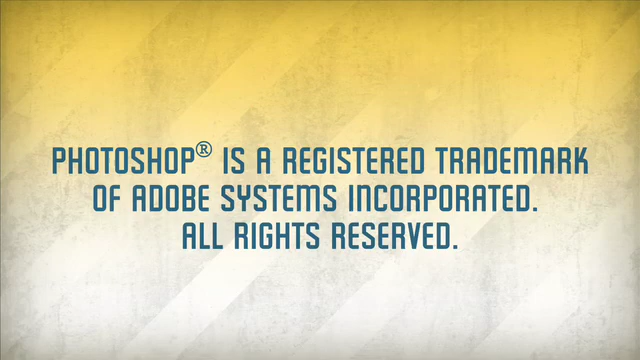 PHOTOSHOP® IS A REGISTERED TRADEMARK
OF ADOBE SYSTEMS INCORPORATED.
ALL RIGHTS RESERVED.